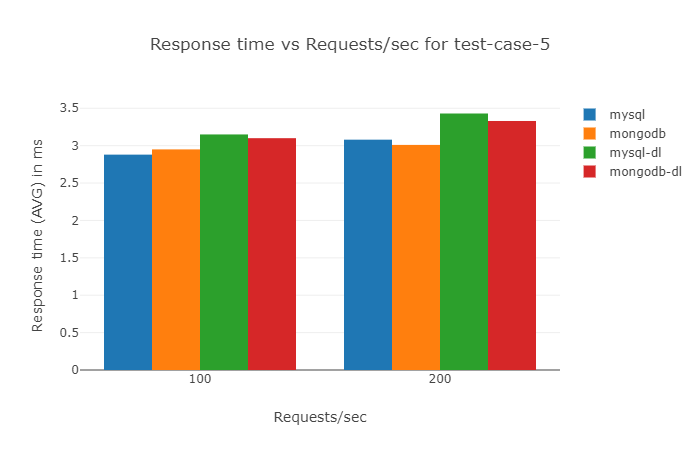 Response time vs Requests/sec for test-case-5
Response time (AVG) in ms
3.5
3
2.5
2
1.5
1
0.5
0
100
200
Requests/sec
mysql
mongodb
mysql-dl
mongodb-dl